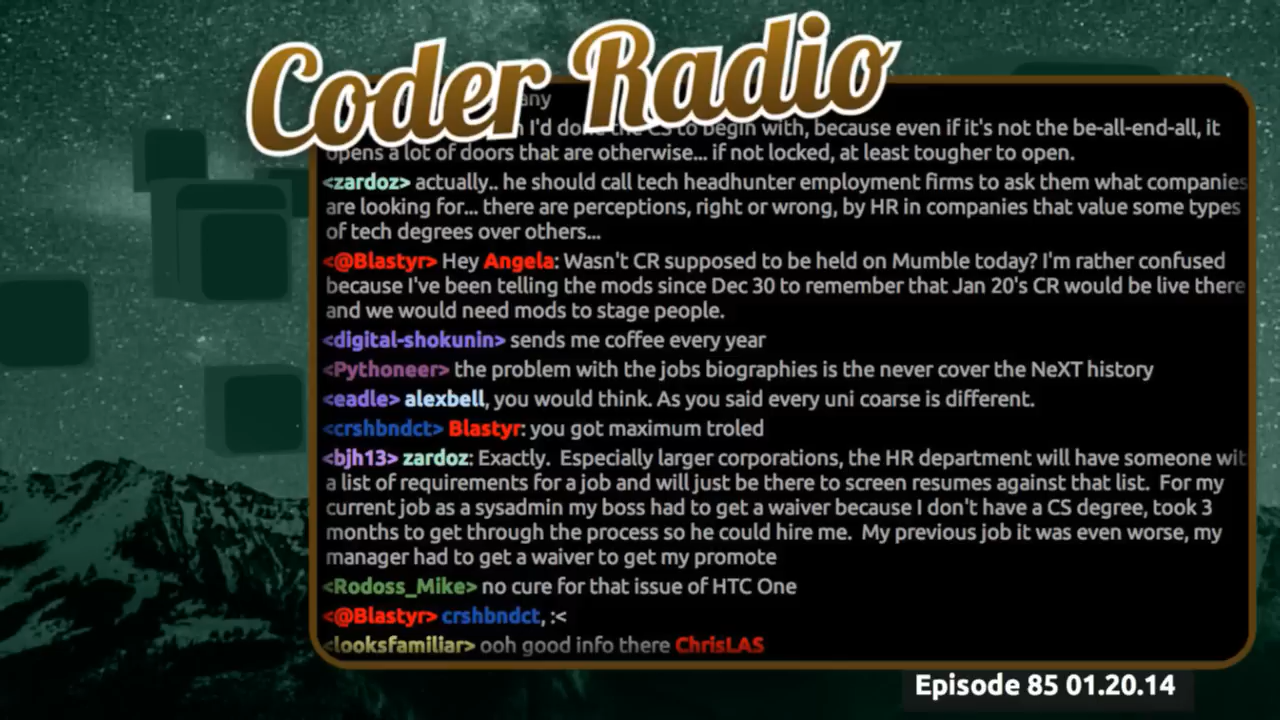 Coder Radio
any
I'd done the CS to begin with, because even if it's not the be-all-end-all, it
opens a lot of doors that are otherwise... if not locked, at least tougher to open.
<zardoz> actually.. he should call tech headhunter employment firms to ask them what companies
are looking for... there are perceptions, right or wrong, by HR in companies that value some types
of tech degrees over others...
<@Blastyr> Hey Angela: Wasn't CR supposed to be held on Mumble today? I'm rather confused
because I've been telling the mods since Dec 30 to remember that Jan 20's CR would be live there
and we would need mods to stage people.
<digital-shokunin> sends me coffee every year
<Pythoneer> the problem with the jobs biographies is the never cover the NeXT history
<eadle> alexbell, you would think. As you said every uni coarse is different.
<crshbndct> Blastyr: you got maximum troled
<bjh13> zardoz: Exactly.  Especially larger corporations, the HR department will have someone wit
a list of requirements for a job and will just be there to screen resumes against that list.  For my
current job as a sysadmin my boss had to get a waiver because I don't have a CS degree, took 3
months to get through the process so he could hire me.  My previous job it was even worse, my
manager had to get a waiver to get my promote
<Rodoss_Mike> no cure for that issue of HTC One
<@Blastyr> crshbndct, :<
<looksfamiliar> ooh good info there ChrisLAS
Episode 85 01.20.14